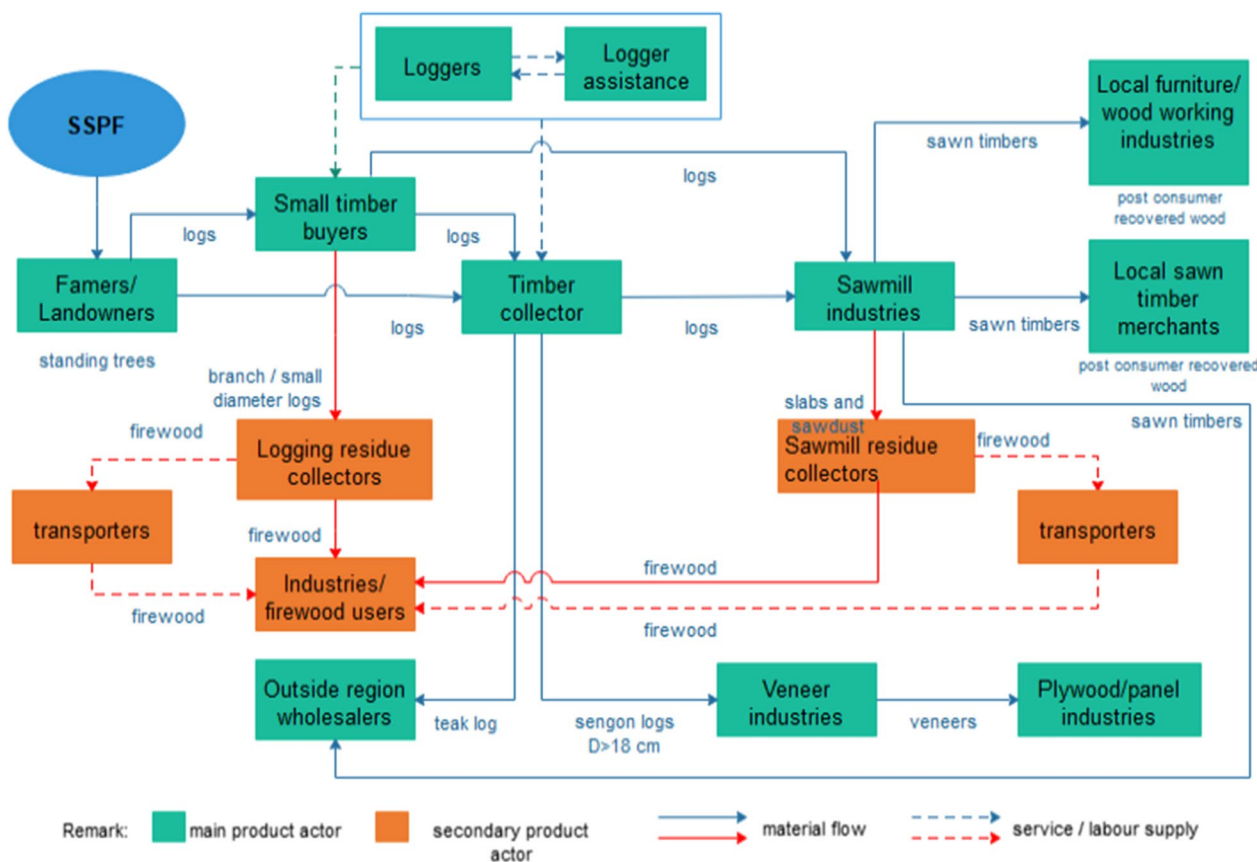 Loggers
Logger
assistance
SSPF
Local furniture/
wood working
industries
sawn timbers
logs
post consumer
recovered wood
Small timber
buyers
logs
logs
Famers/
Landowners
Timber
collector
Sawmill
industries
Local sawn
timber
merchants
logs
logs
sawn timbers
standing trees
post consumer recovered
wood
branch / small
diameter logs
slabs and
sawdust
sawn timbers
firewood
Logging residue
collectors
Sawmill residue
collectors
firewood
transporters
transporters
firewood
firewood
Industries/
firewood users
firewood
firewood
Outside region
wholesalers
teak log
sengon logs
D>18 cm
Veneer
industries
veneers
Plywood/panel
industries
Remark:
main product actor
secondary product
actor
material flow
service / labour supply